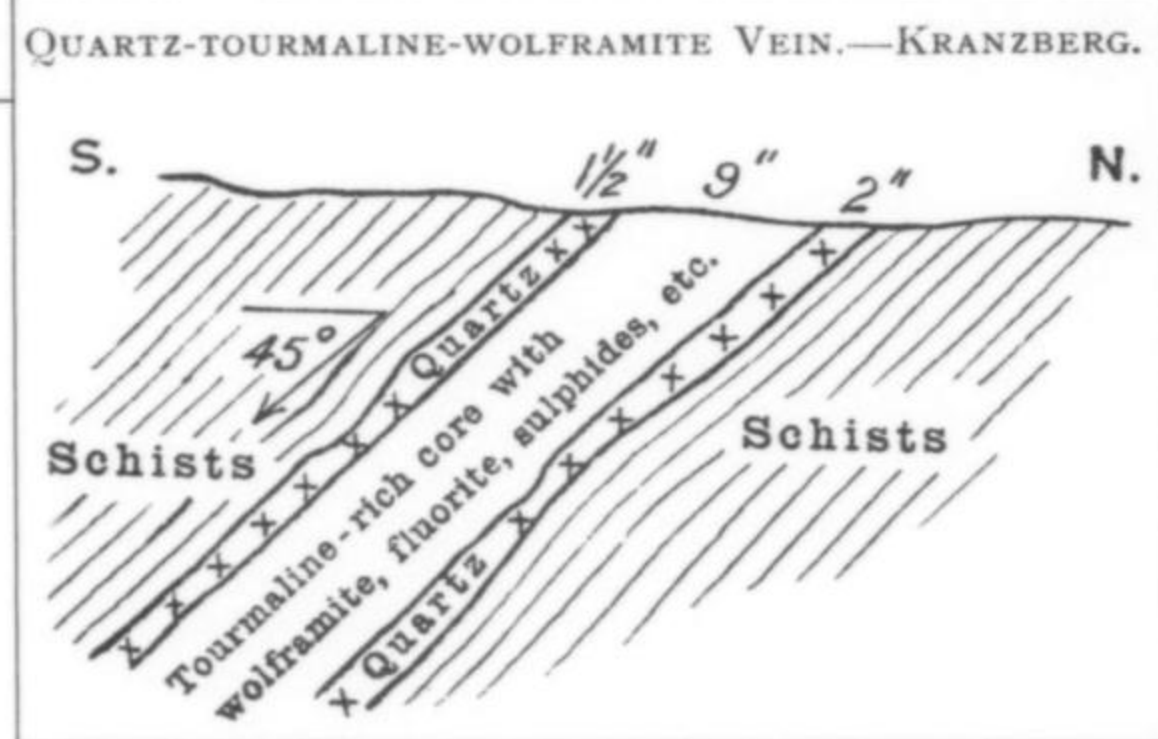 QUARTZ-TOURMALINE-WOLFRAMITE VEIN.—KRANZBERG.
S.
1½"
9"
2"
N.
Quartz
45°
Schists
Tourmaline-rich core with
wolframite, fluorite, sulphides, etc.
Schists
Quartz